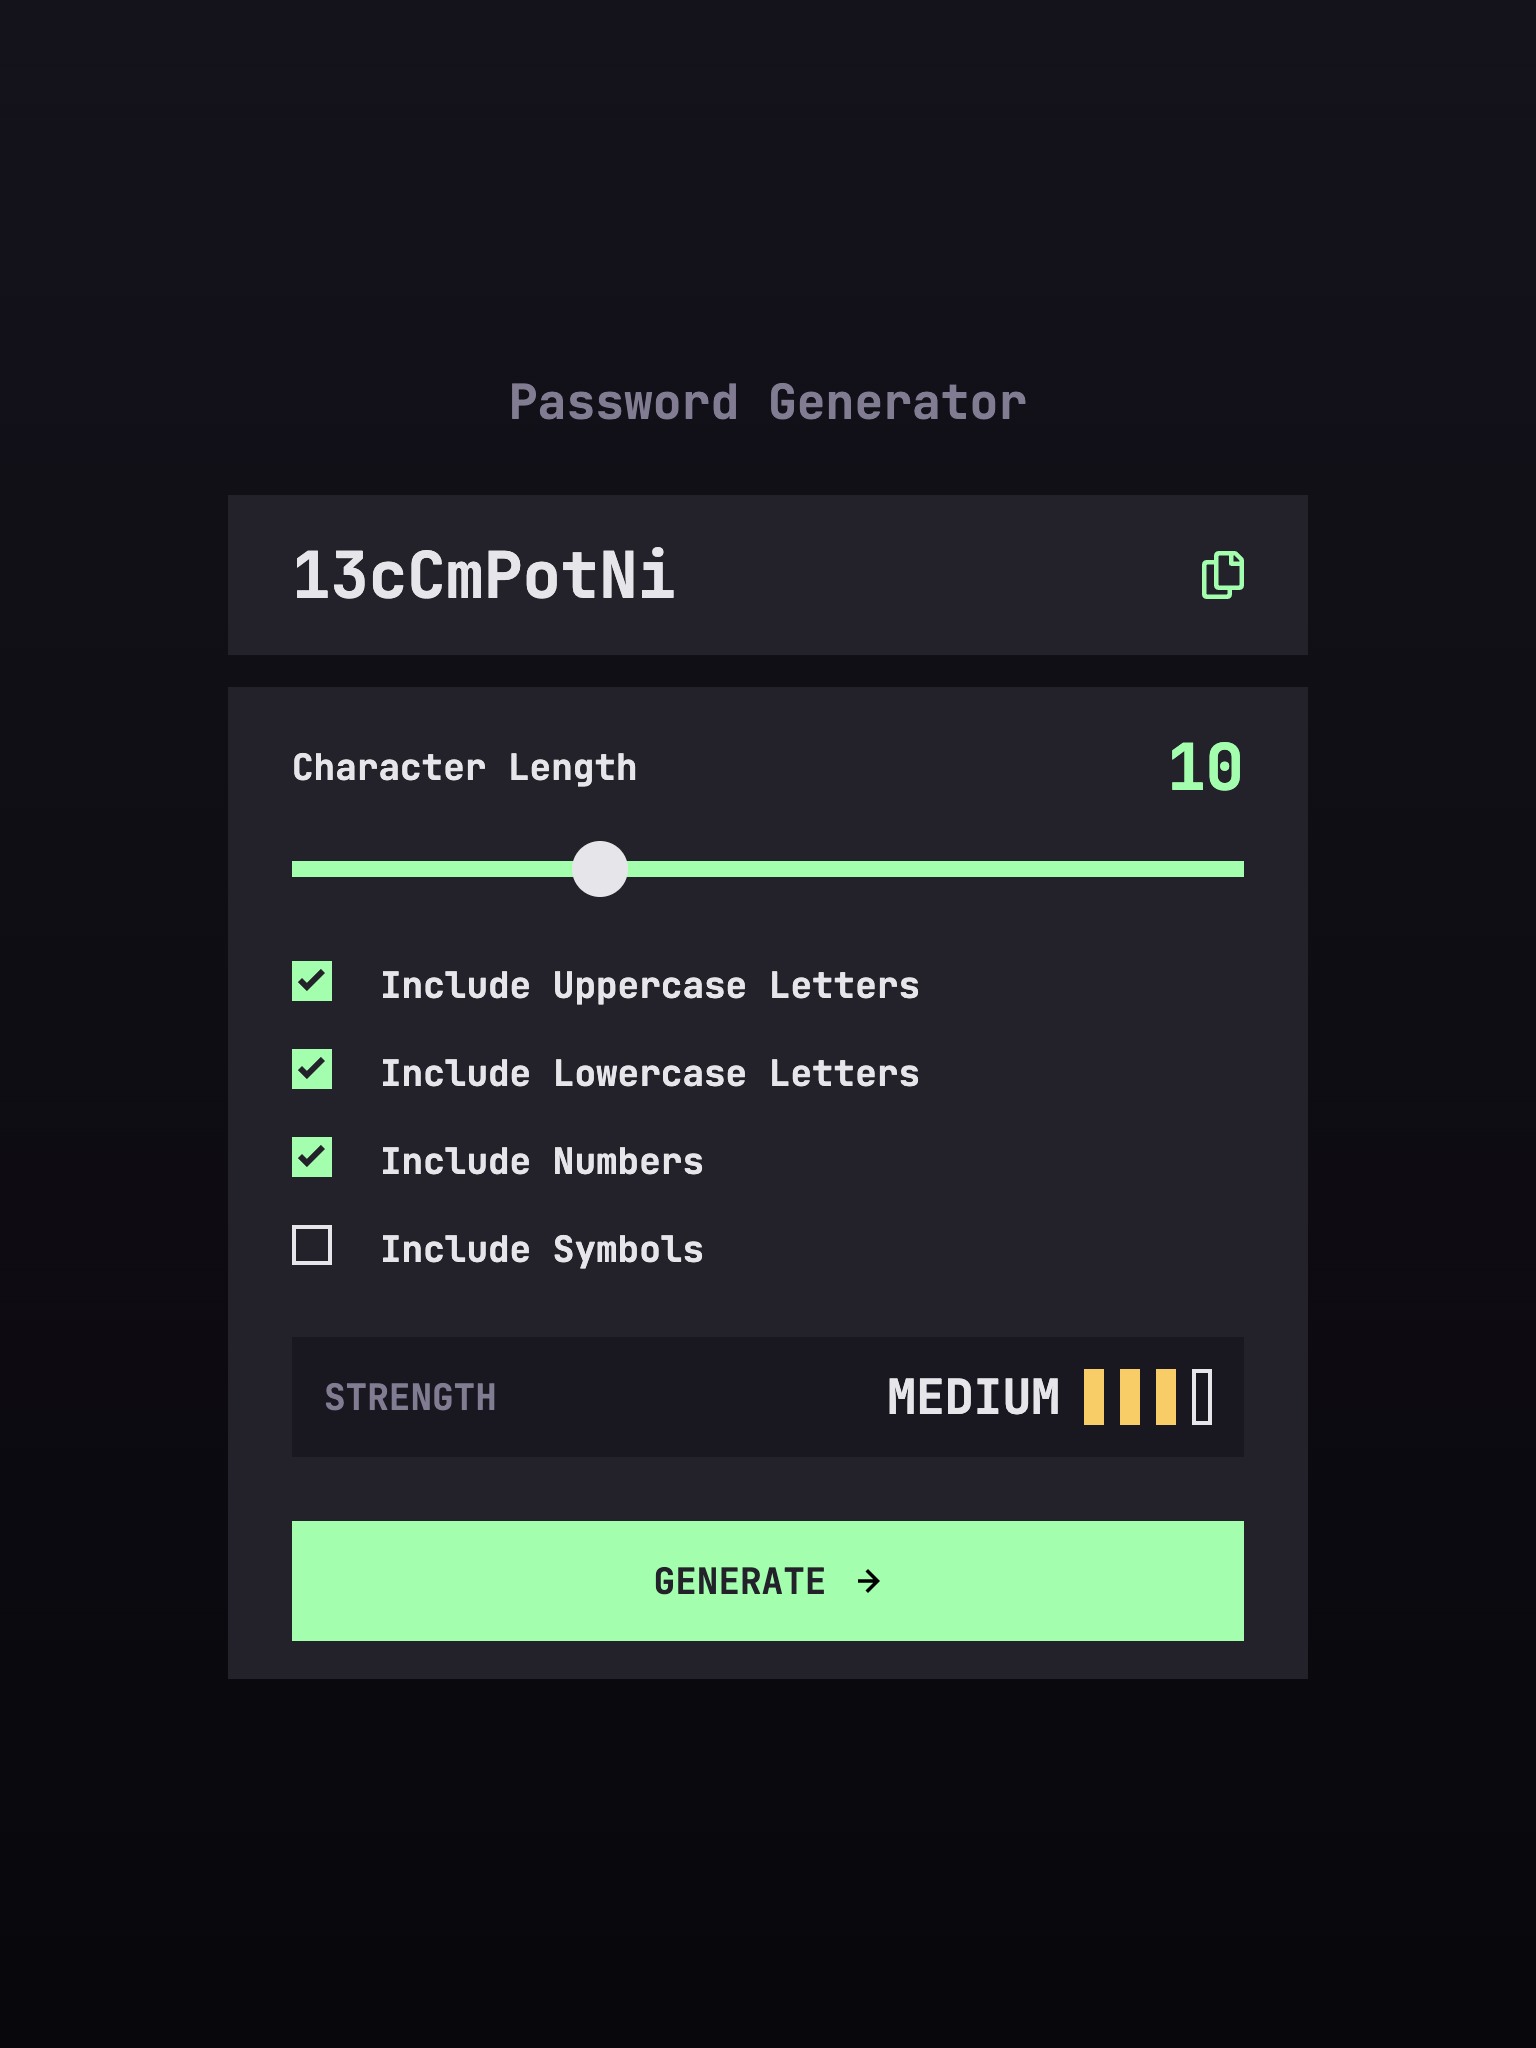 Password Generator
13cCmPotNi
Character Length 10
Include Uppercase Letters
Include Lowercase Letters
Include Numbers
Include Symbols
STRENGTH MEDIUM
GENERATE →